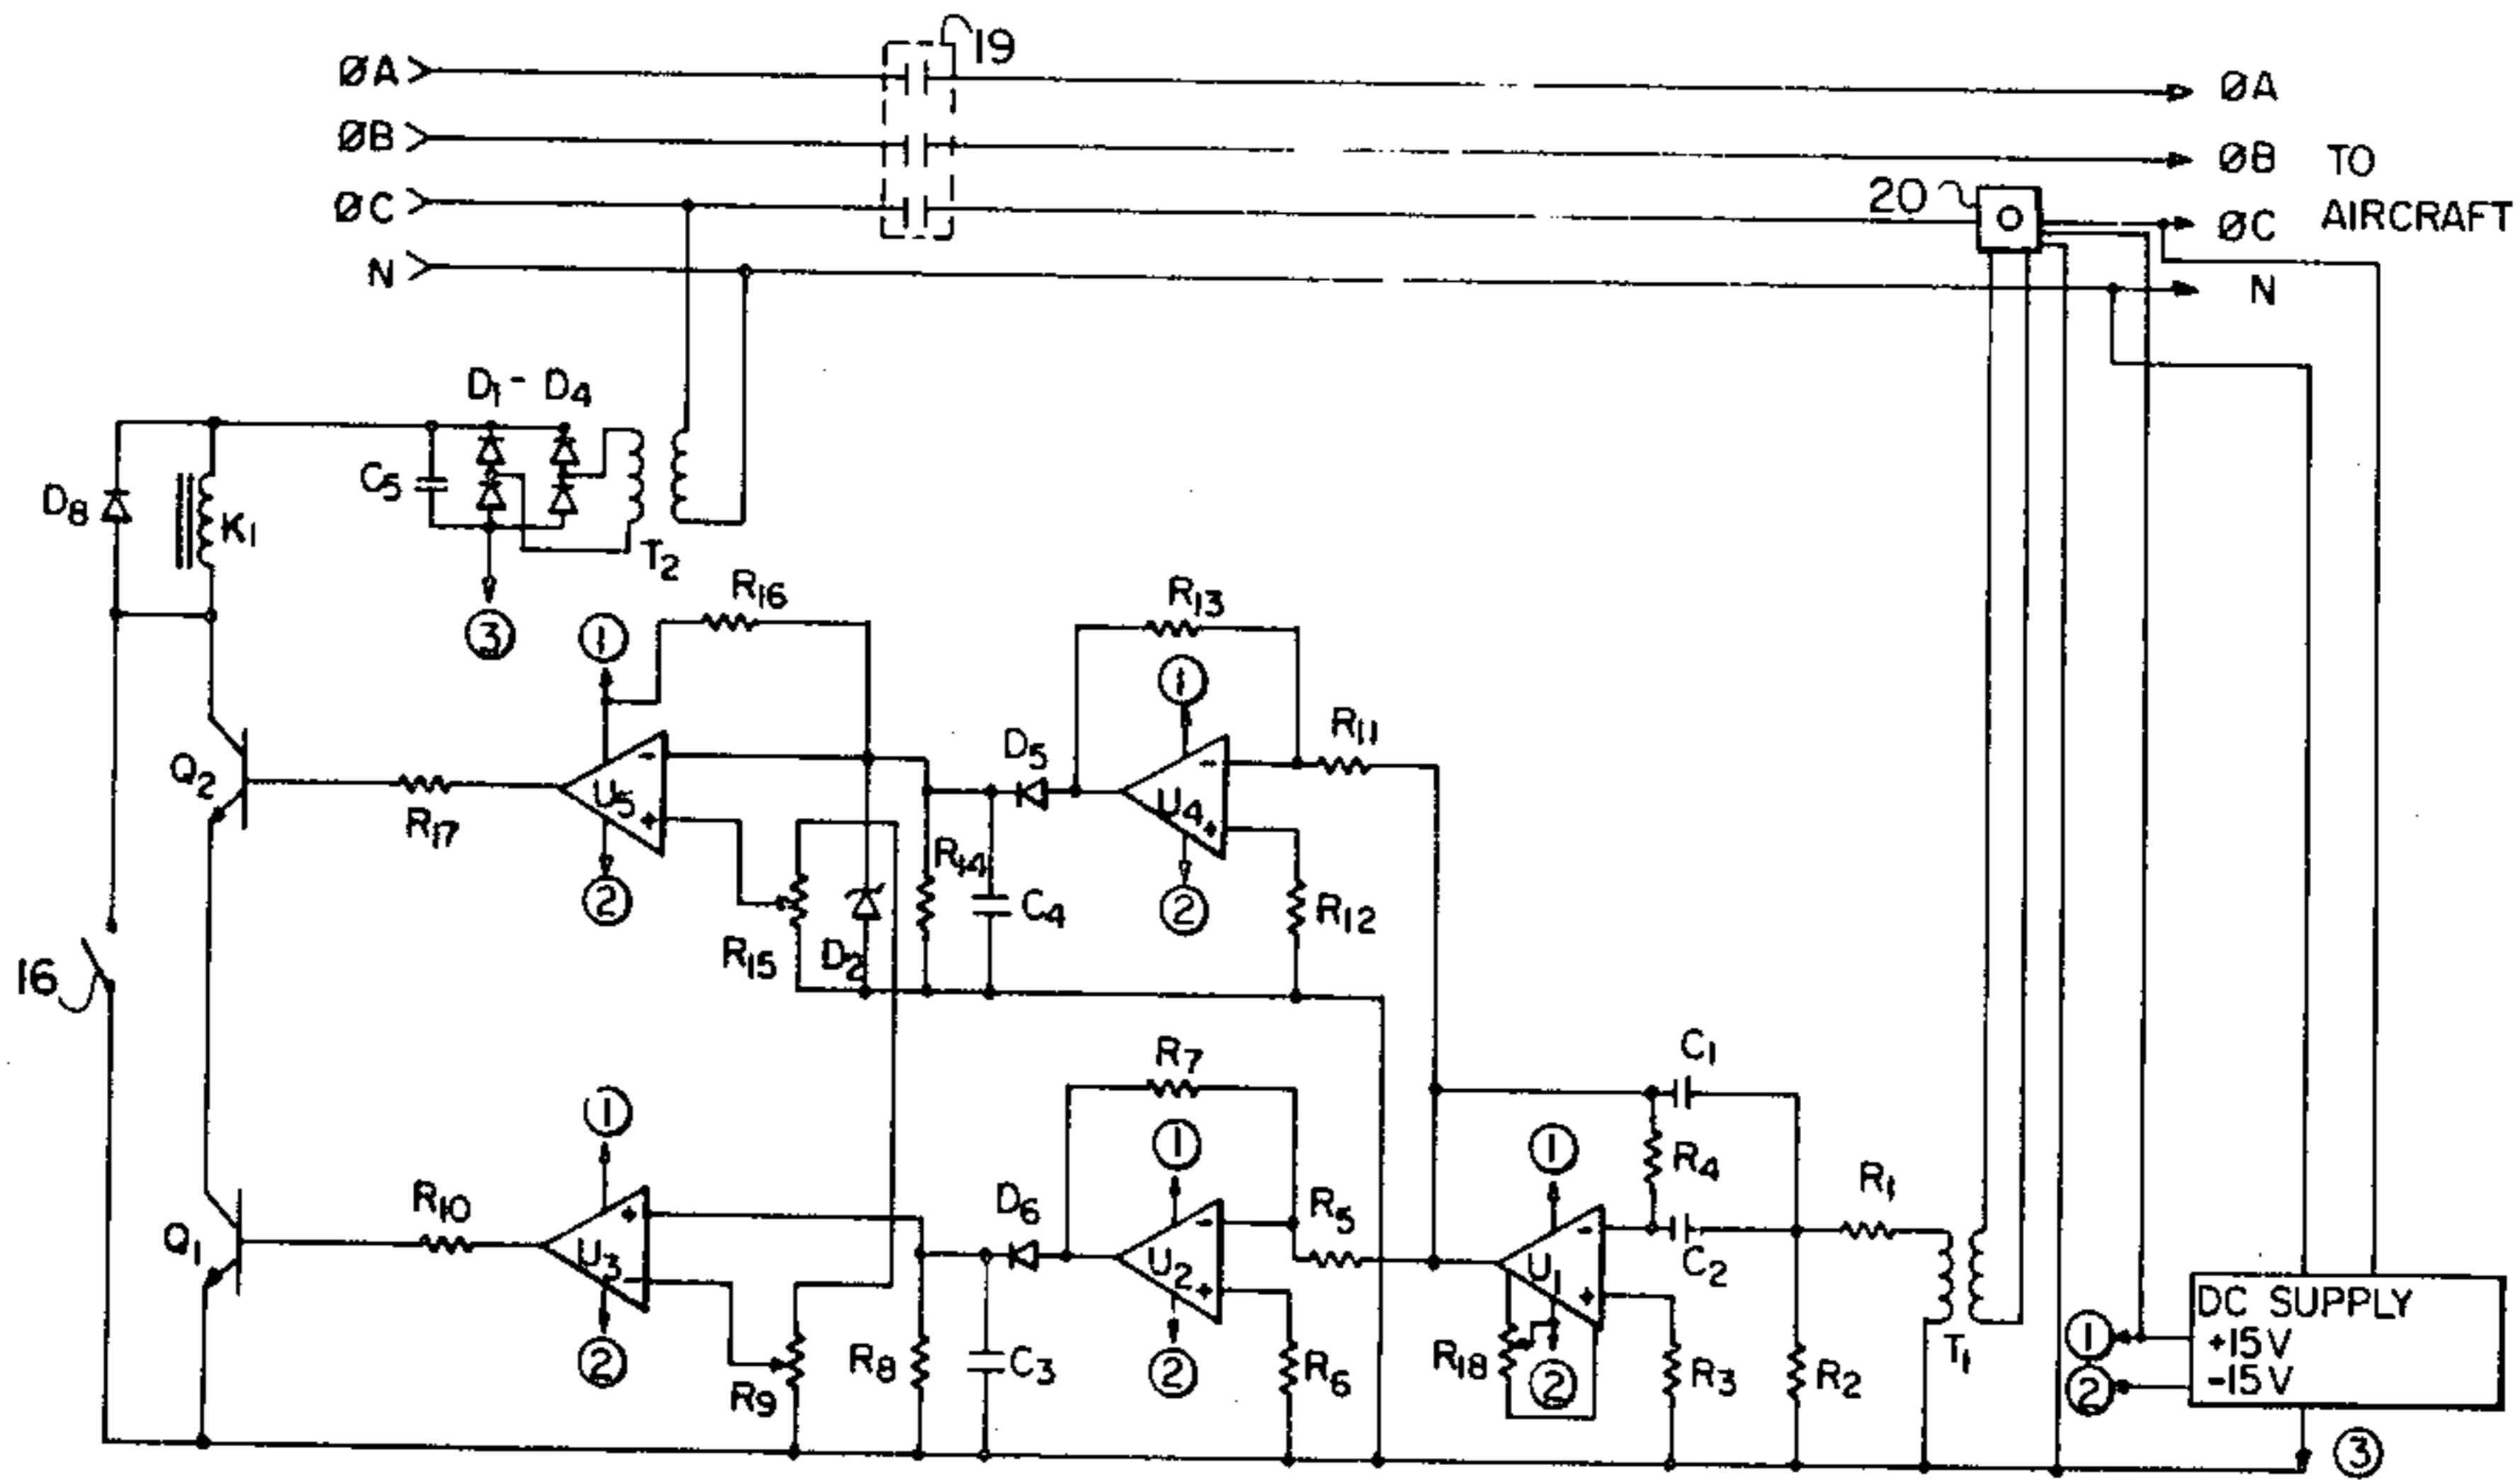 19
ØA
ØA
ØB
ØB
TO
AIRCRAFT
20
ØC
ØC
N
N
D1 - D4
C5
D8
K1
T2
3
R16
R13
1
1
R11
D5
Q2
U5
U4
R17
R14
C4
R12
2
2
R15
D2
16
R7
C1
1
1
1
R4
R1
R10
D6
R5
Q1
U3
U2
U1
C2
R9
R8
C3
R6
R18
R3
R2
T1
2
2
2
DC SUPPLY
1
+15V
2
-15V
3